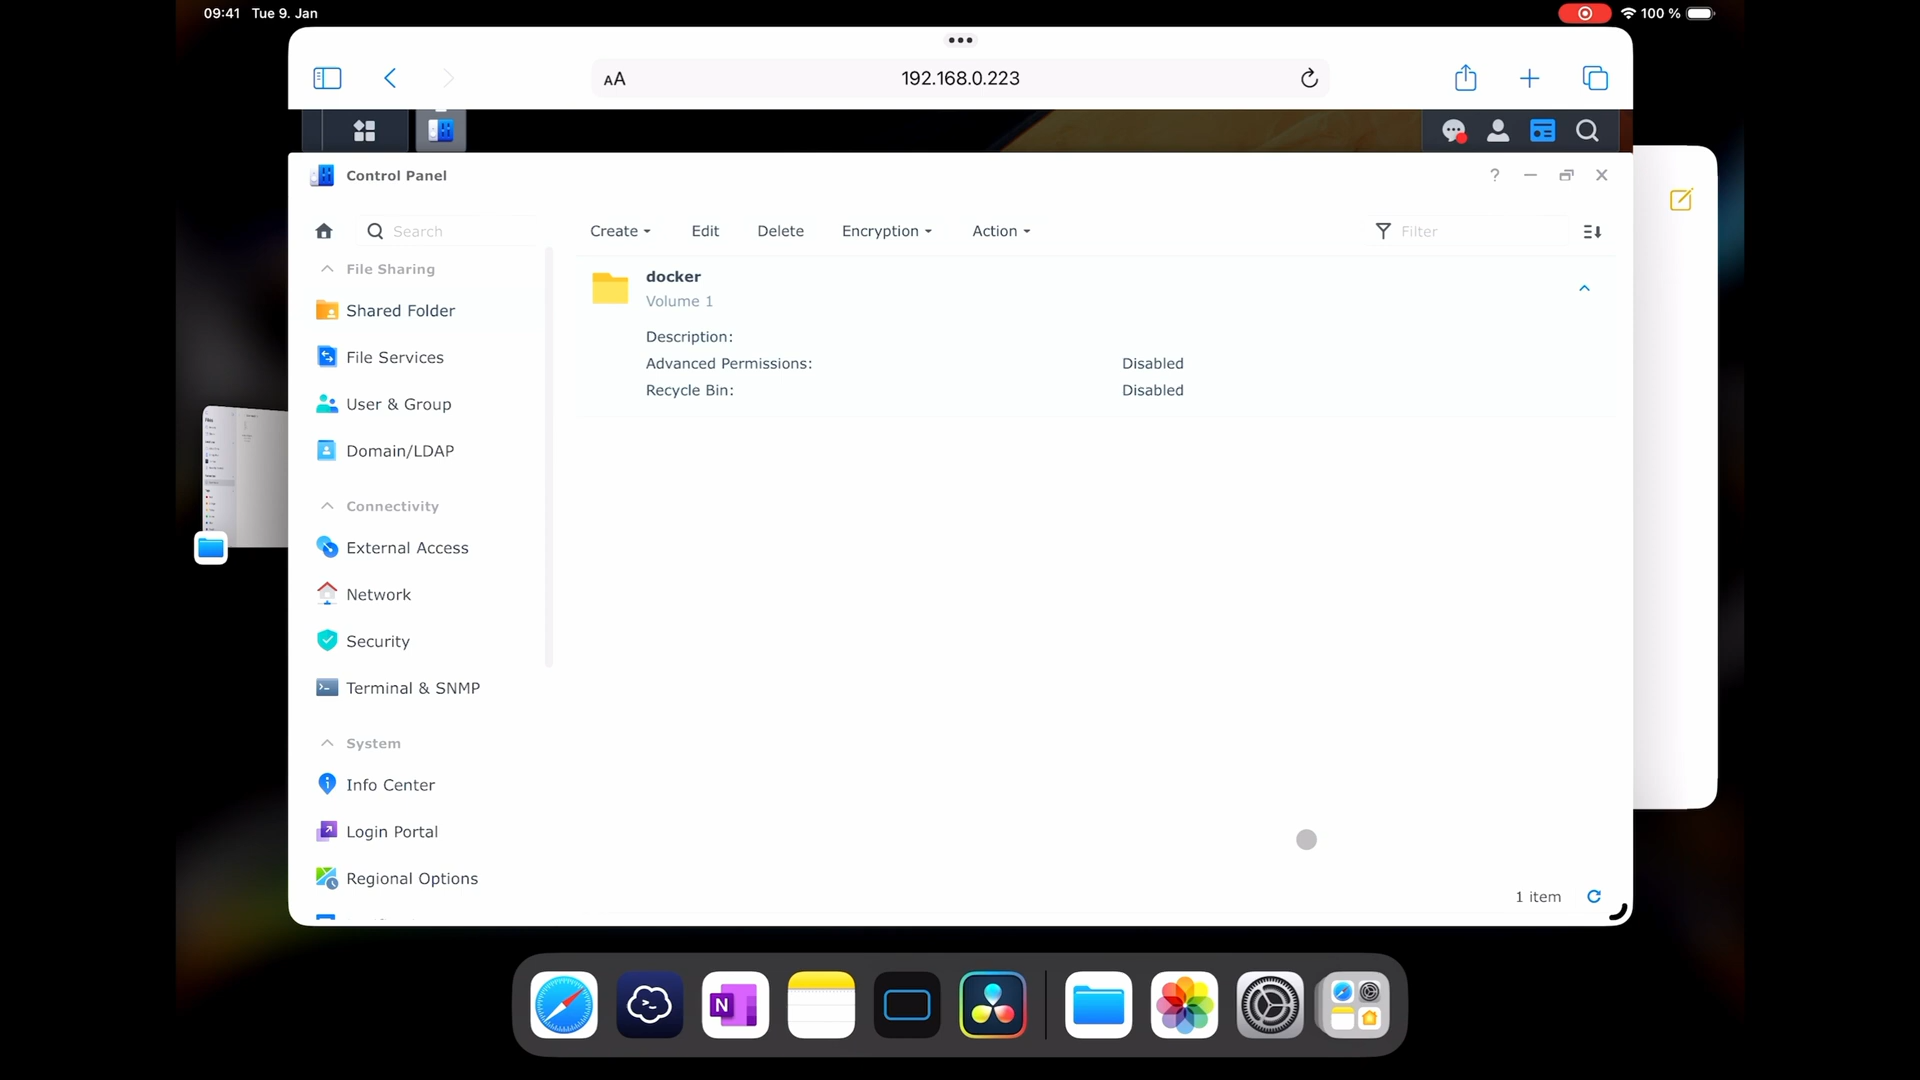 09:41 Tue 9. Jan
100 %
AA
192.168.0.223
Control Panel
?
Search
Create
Edit
Delete
Encryption
Action
Filter
File Sharing
Shared Folder
File Services
User & Group
Domain/LDAP
Connectivity
External Access
Network
Security
Terminal & SNMP
System
Info Center
Login Portal
Regional Options
docker
Volume 1
Description:
Advanced Permissions: Disabled
Recycle Bin: Disabled
1 item
N